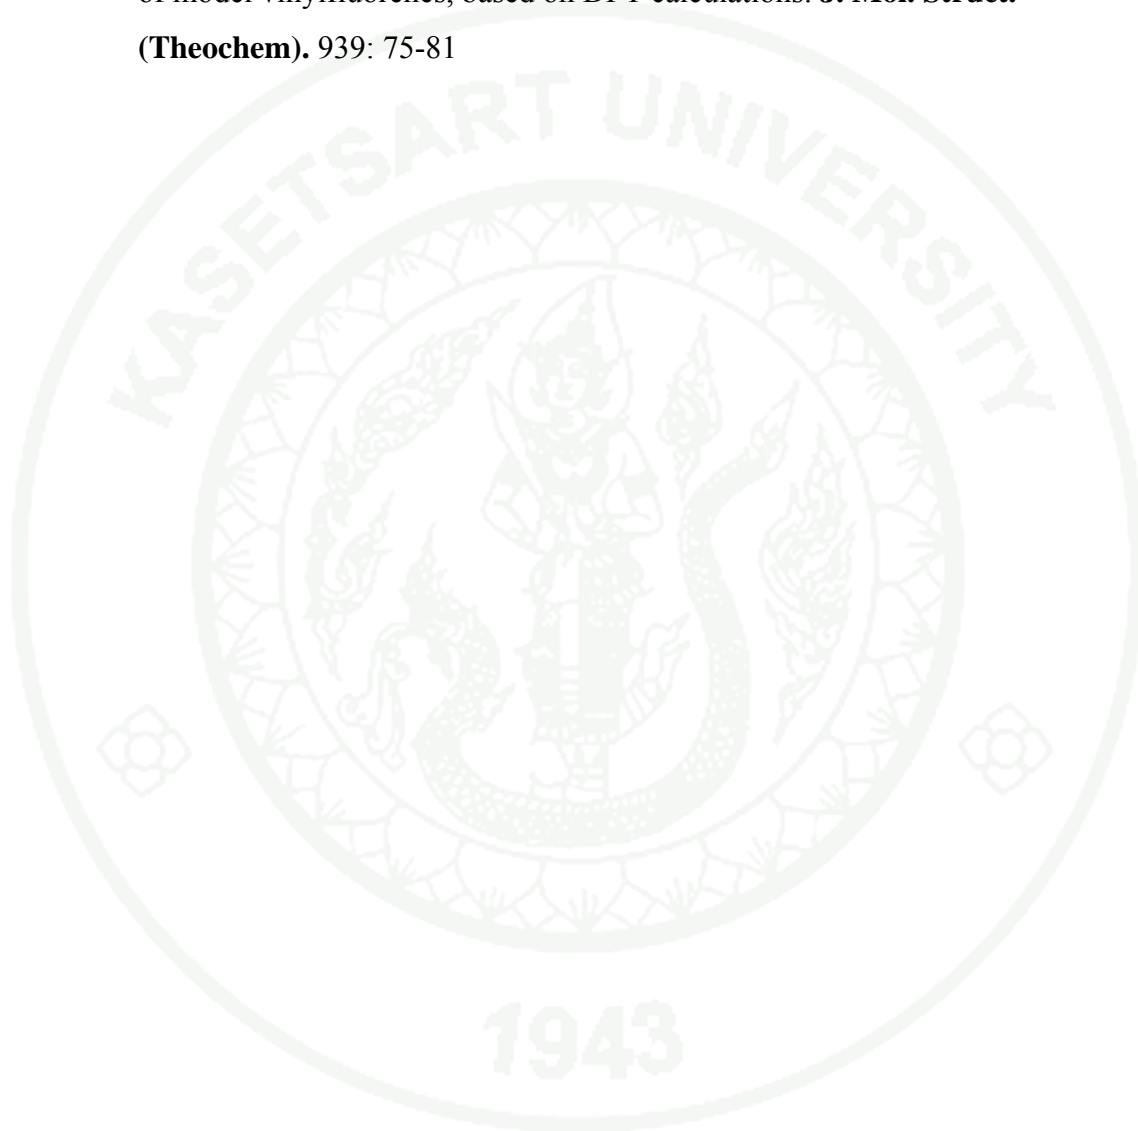 of model vinylfluorenes, based on DFT calculations. J. Mol. Struct.
(Theochem). 939: 75-81
KASETSART UNIVERSITY
1943